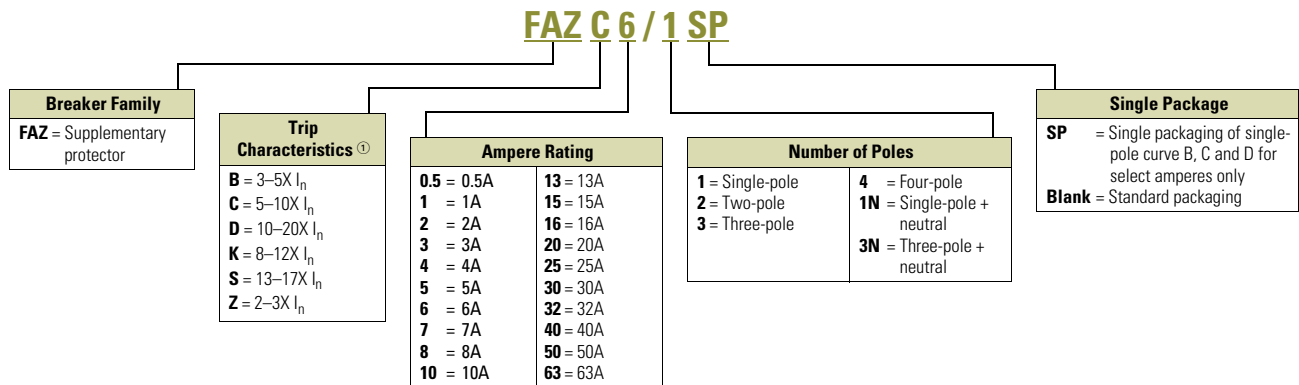 FAZ C 6 / 1 SP
Breaker Family
FAZ = Supplementary
protector
Trip
Characteristics ①
B = 3–5X In
C = 5–10X In
D = 10–20X In
K = 8–12X In
S = 13–17X In
Z = 2–3X In
Ampere Rating
0.5 = 0.5A
1 = 1A
2 = 2A
3 = 3A
4 = 4A
5 = 5A
6 = 6A
7 = 7A
8 = 8A
10 = 10A
13 = 13A
15 = 15A
16 = 16A
20 = 20A
25 = 25A
30 = 30A
32 = 32A
40 = 40A
50 = 50A
63 = 63A
Number of Poles
1 = Single-pole
2 = Two-pole
3 = Three-pole
4 = Four-pole
1N = Single-pole +
neutral
3N = Three-pole +
neutral
Single Package
SP = Single packaging of single-
pole curve B, C and D for
select amperes only
Blank = Standard packaging